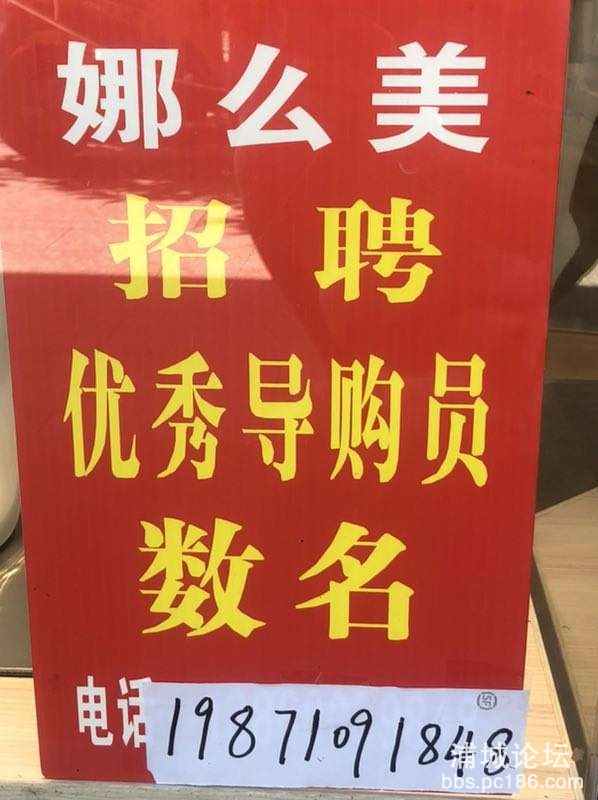 娜么美
招聘
优秀导购员
数名
电话 19871091848
浦城论坛
bbs.pc186.com